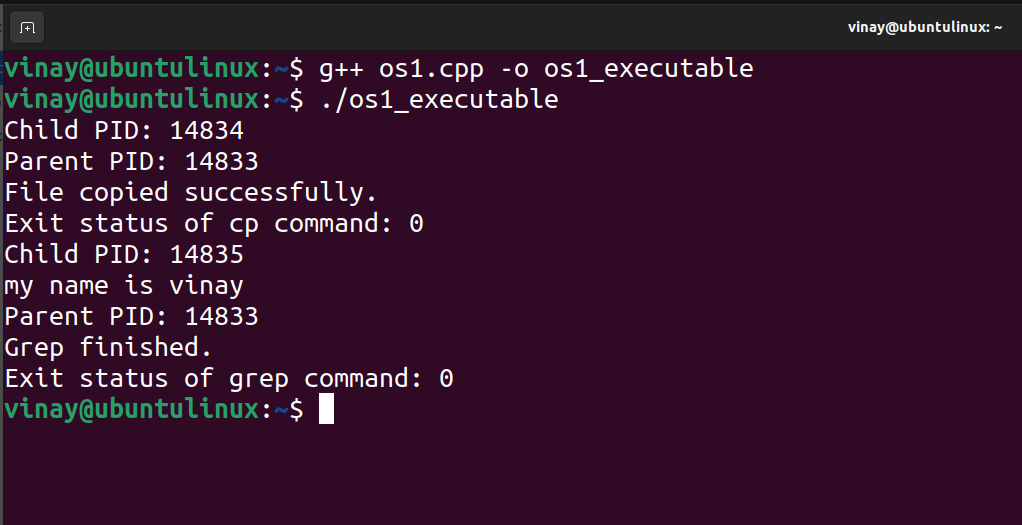 vinay@ubuntulinux: ~
vinay@ubuntulinux:~$ g++ os1.cpp -o os1_executable
vinay@ubuntulinux:~$ ./os1_executable
Child PID: 14834
Parent PID: 14833
File copied successfully.
Exit status of cp command: 0
Child PID: 14835
my name is vinay
Parent PID: 14833
Grep finished.
Exit status of grep command: 0
vinay@ubuntulinux:~$